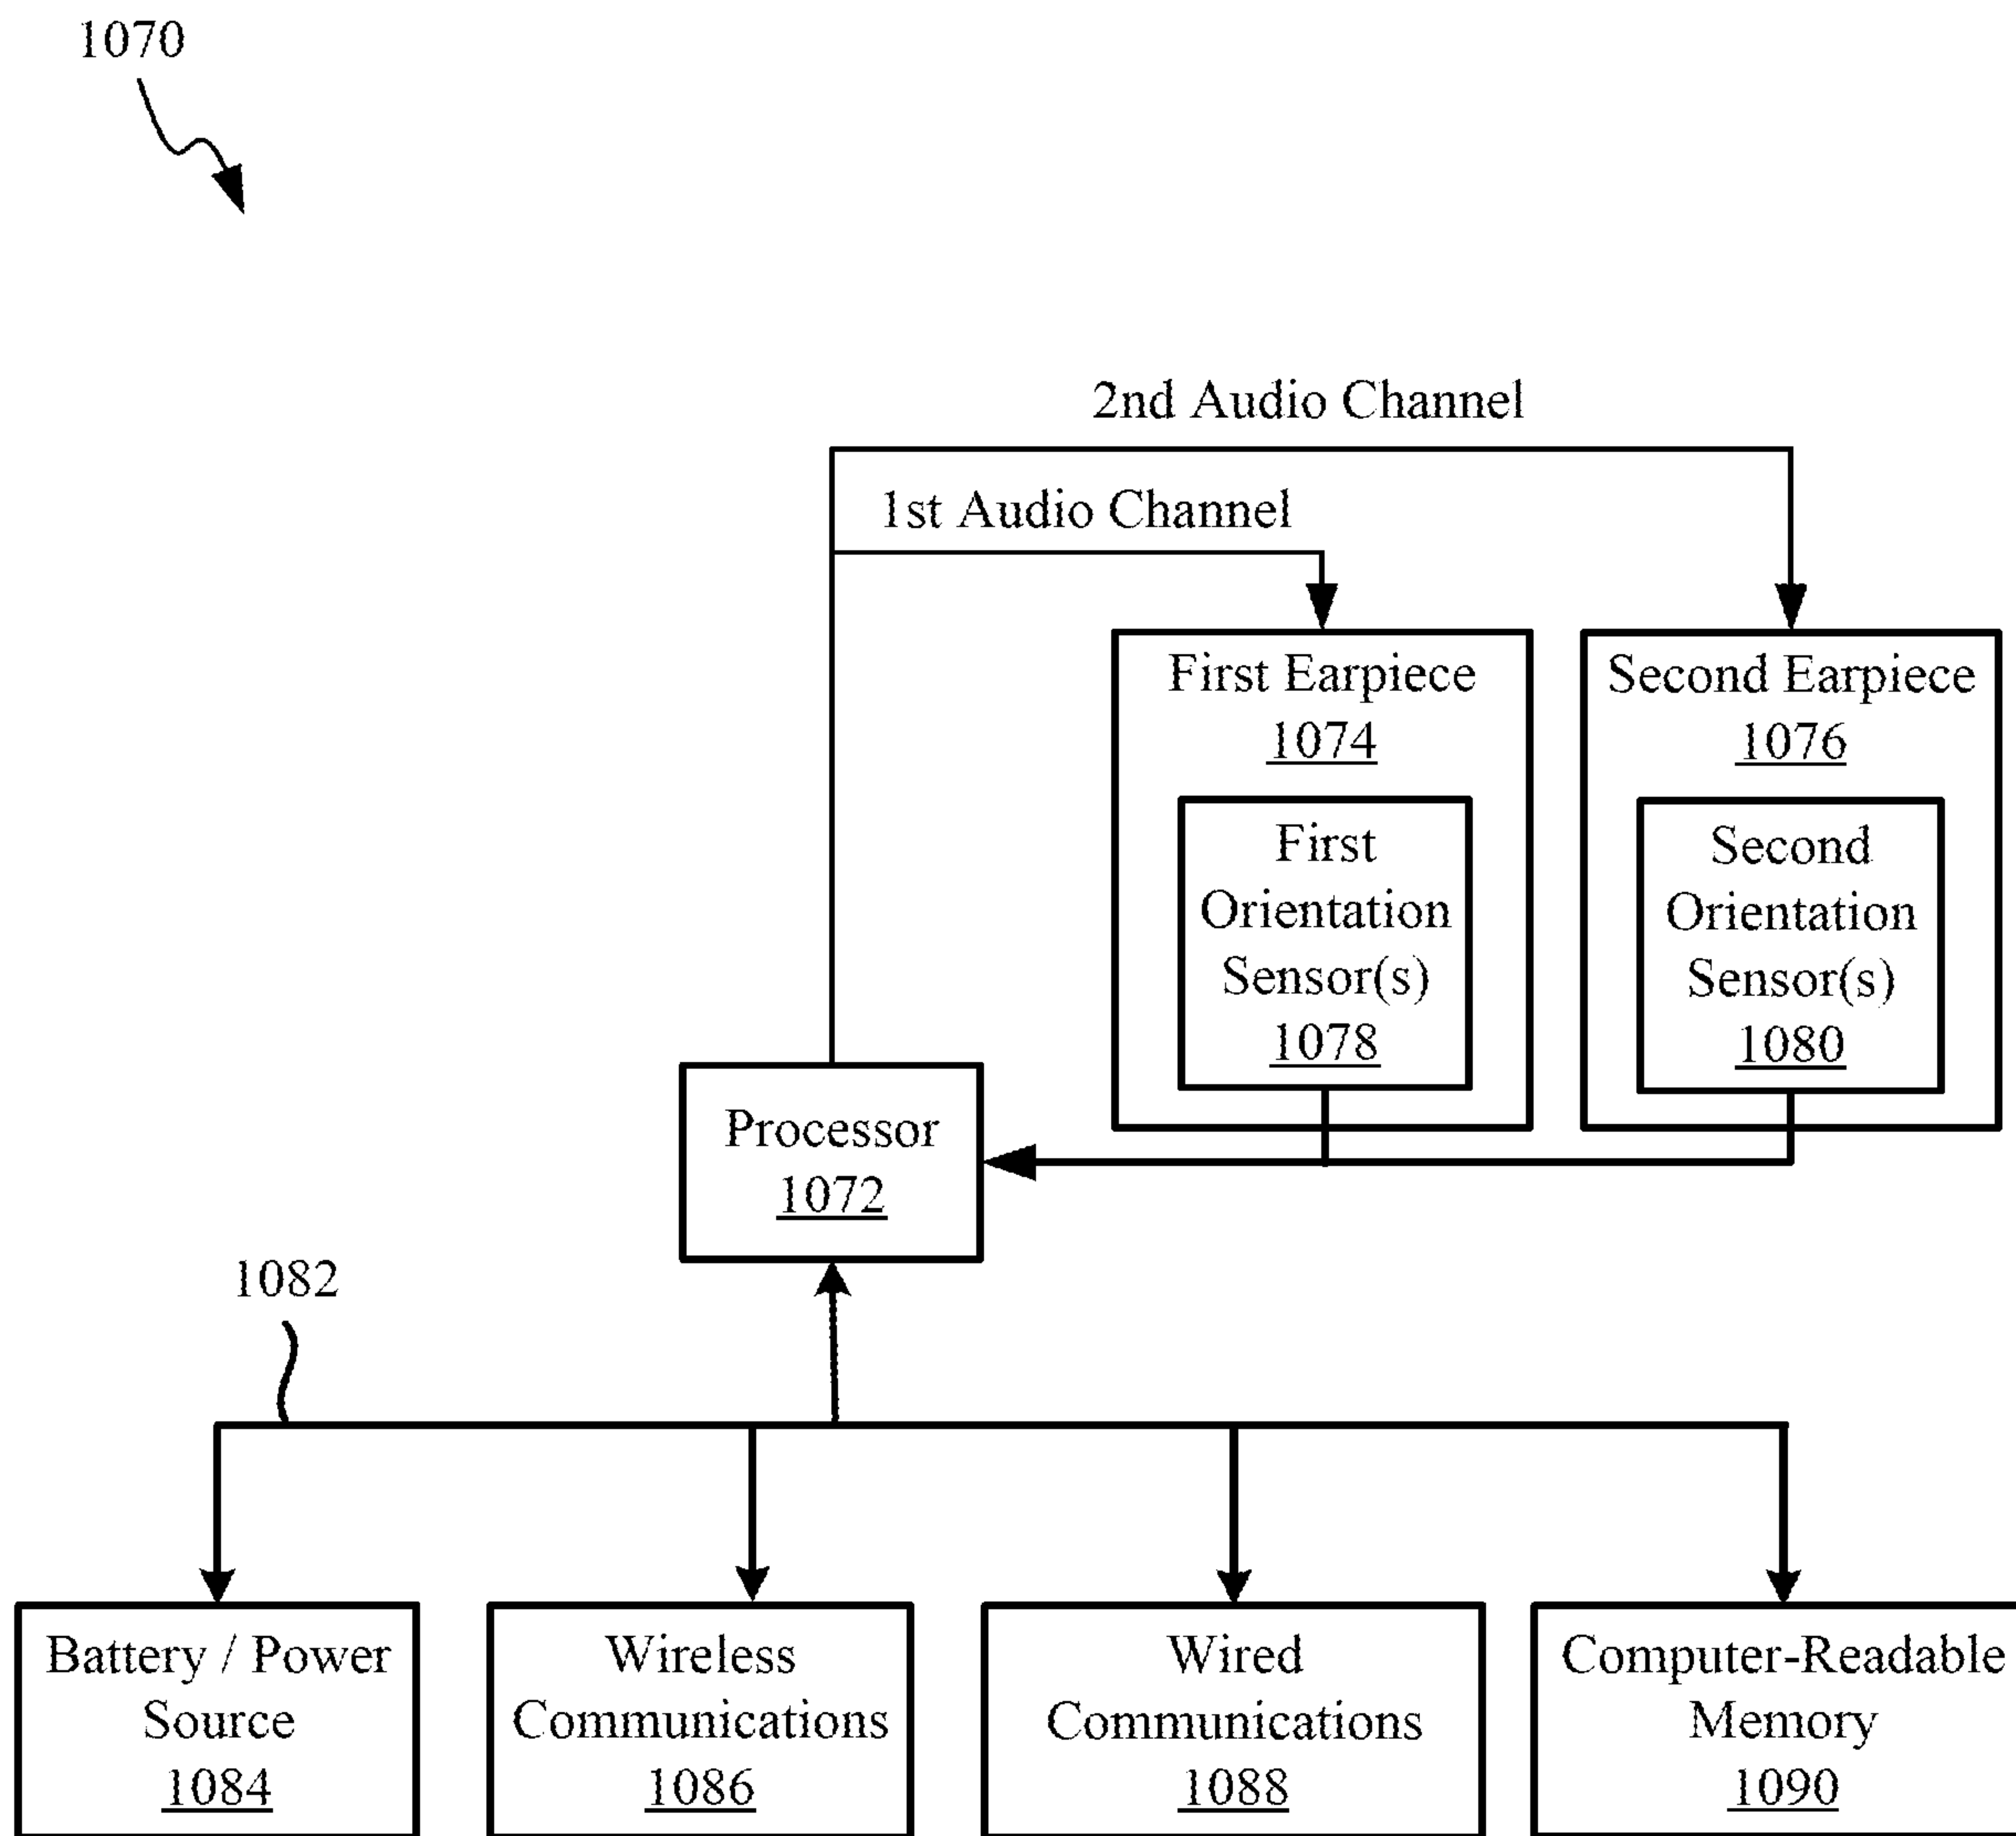 1070
2nd Audio Channel
1st Audio Channel
First Earpiece
1074
First
Orientation
Sensor(s)
1078
Second Earpiece
1076
Second
Orientation
Sensor(s)
1080
Processor
1072
1082
Battery / Power
Source
1084
Wireless
Communications
1086
Wired
Communications
1088
Computer-Readable
Memory
1090